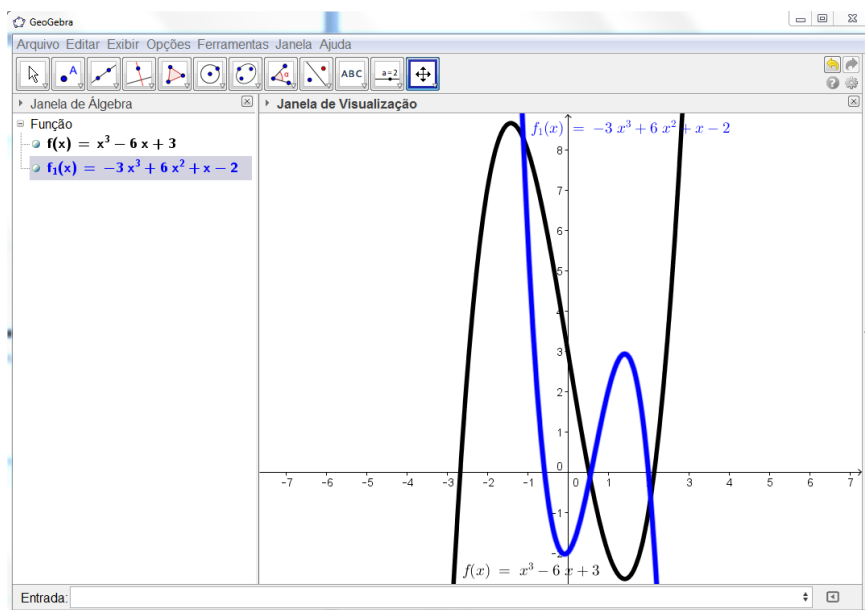 GeoGebra
Arquivo Editar Exibir Opções Ferramentas Janela Ajuda
A ABC a=2
Janela de Álgebra
Janela de Visualização
Função
f(x) = x³ − 6 x + 3
f₁(x) = −3 x³ + 6 x² + x − 2
f₁(x) = −3 x³ + 6 x² + x − 2
8
7
6
5
4
3
2
1
0
-1
-2
-7 -6 -5 -4 -3 -2 -1 0 1 2 3 4 5 6 7
f(x) = x³ − 6 x + 3
Entrada: